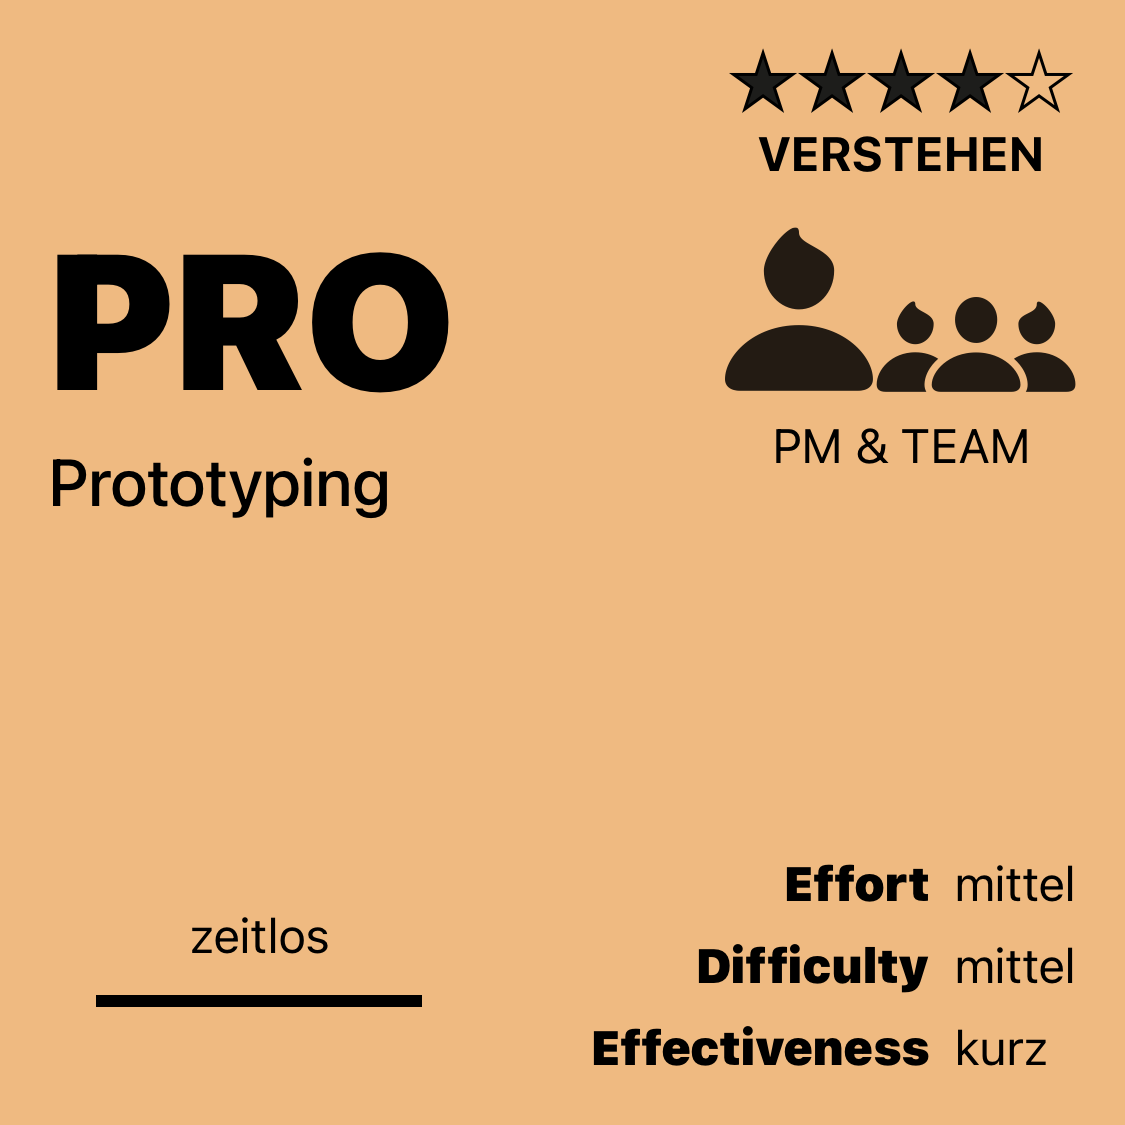 VERSTEHEN
PRO
Prototyping
PM & TEAM
zeitlos
Effort mittel
Difficulty mittel
Effectiveness kurz